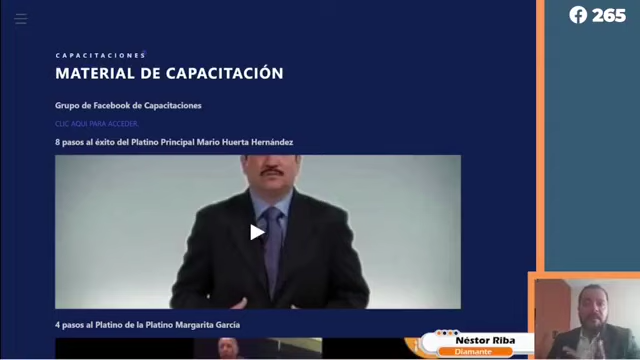 265
CAPACITACIONES
MATERIAL DE CAPACITACIÓN
Grupo de Facebook de Capacitaciones
CLIC AQUI PARA ACCEDER.
8 pasos al éxito del Platino Principal Mario Huerta Hernández
4 pasos al Platino de la Platino Margarita García
Néstor Riba
Diamante